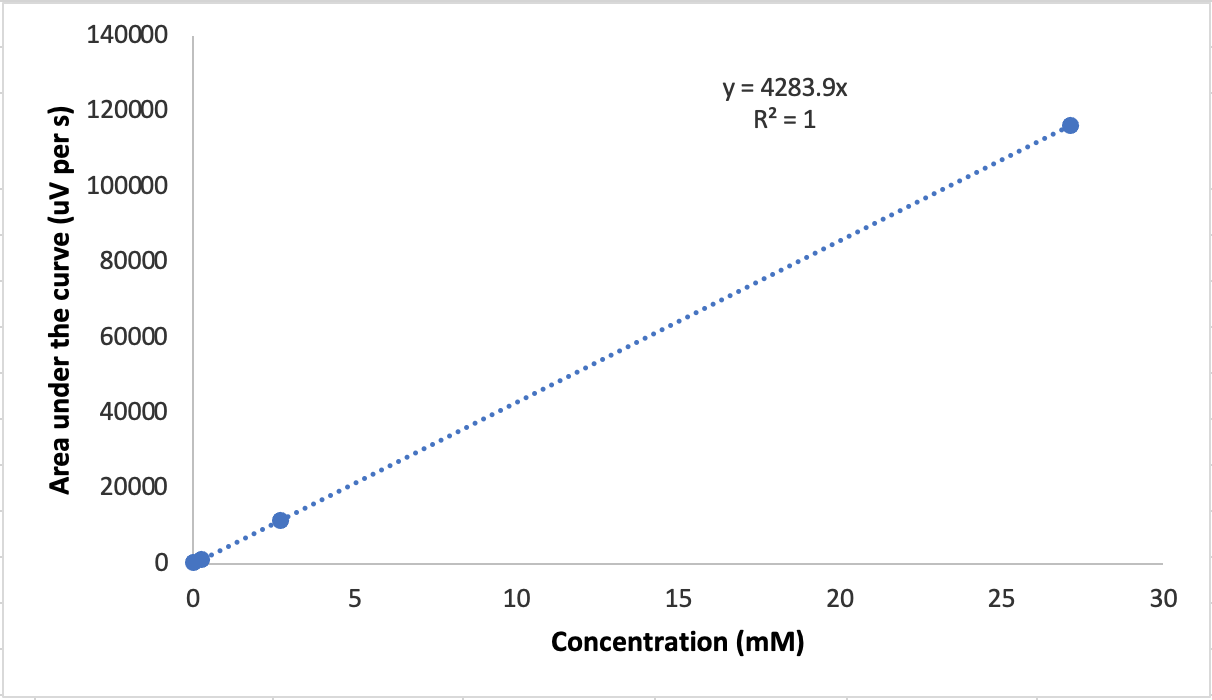 y = 4283.9x
R² = 1
Area under the curve (uV per s)
140000
120000
100000
80000
60000
40000
20000
0
0 5 10 15 20 25 30
Concentration (mM)